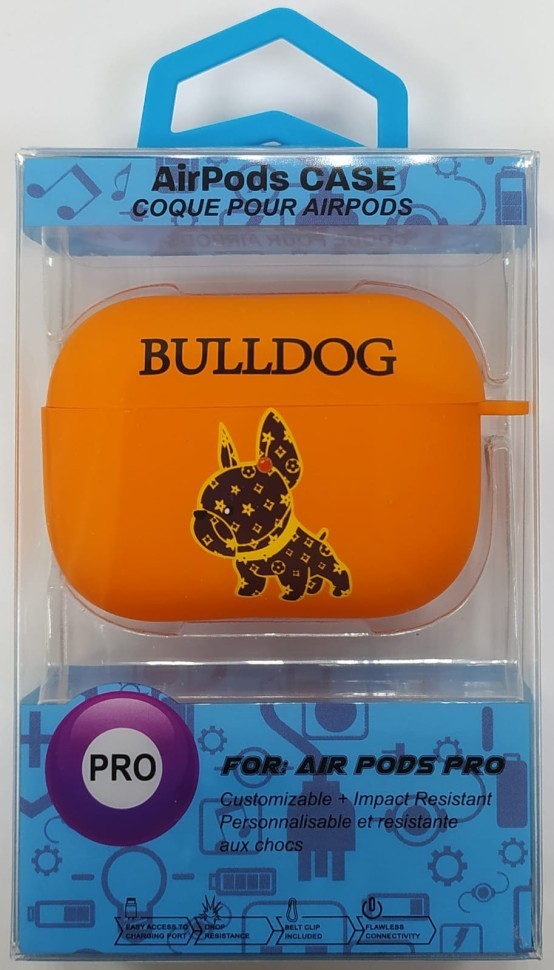 AirPods CASE
COQUE POUR AIRPODS
BULLDOG
PRO
FOR: AIR PODS PRO
Customizable + Impact Resistant
Personnalisable et resistante
aux chocs
EASY ACCESS TO
CHARGING PORT
DROP
RESISTANCE
BELT CLIP
INCLUDED
FLAWLESS
CONNECTIVITY